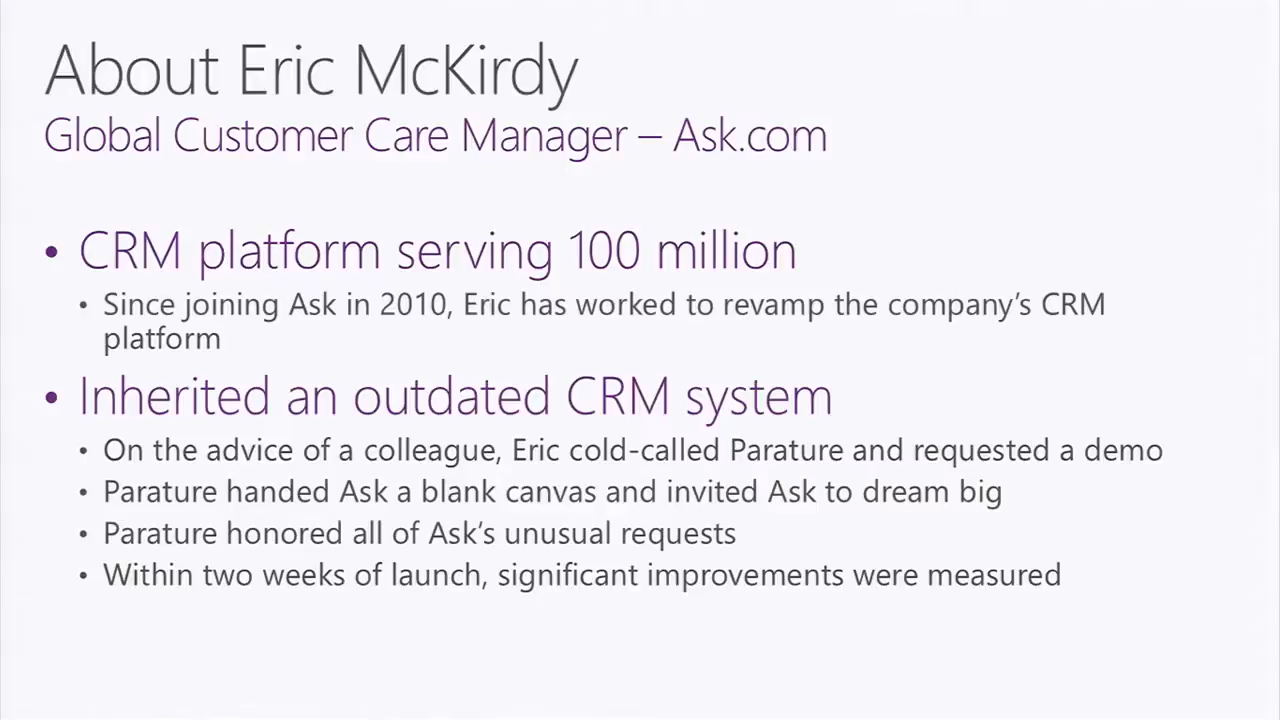 About Eric McKirdy
Global Customer Care Manager – Ask.com
• CRM platform serving 100 million
• Since joining Ask in 2010, Eric has worked to revamp the company’s CRM
platform
• Inherited an outdated CRM system
• On the advice of a colleague, Eric cold-called Parature and requested a demo
• Parature handed Ask a blank canvas and invited Ask to dream big
• Parature honored all of Ask’s unusual requests
• Within two weeks of launch, significant improvements were measured